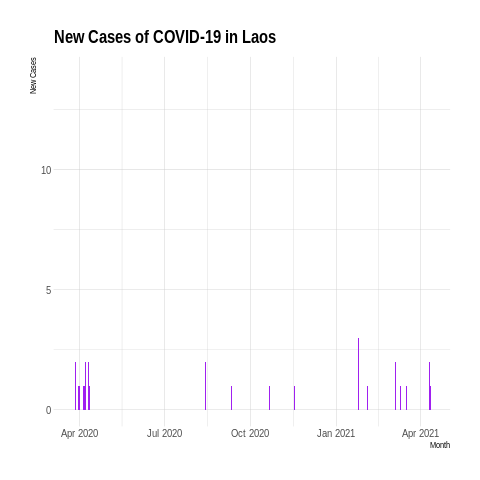 New Cases of COVID-19 in Laos
New Cases
10
5
0
Apr 2020 Jul 2020 Oct 2020 Jan 2021 Apr 2021
Month